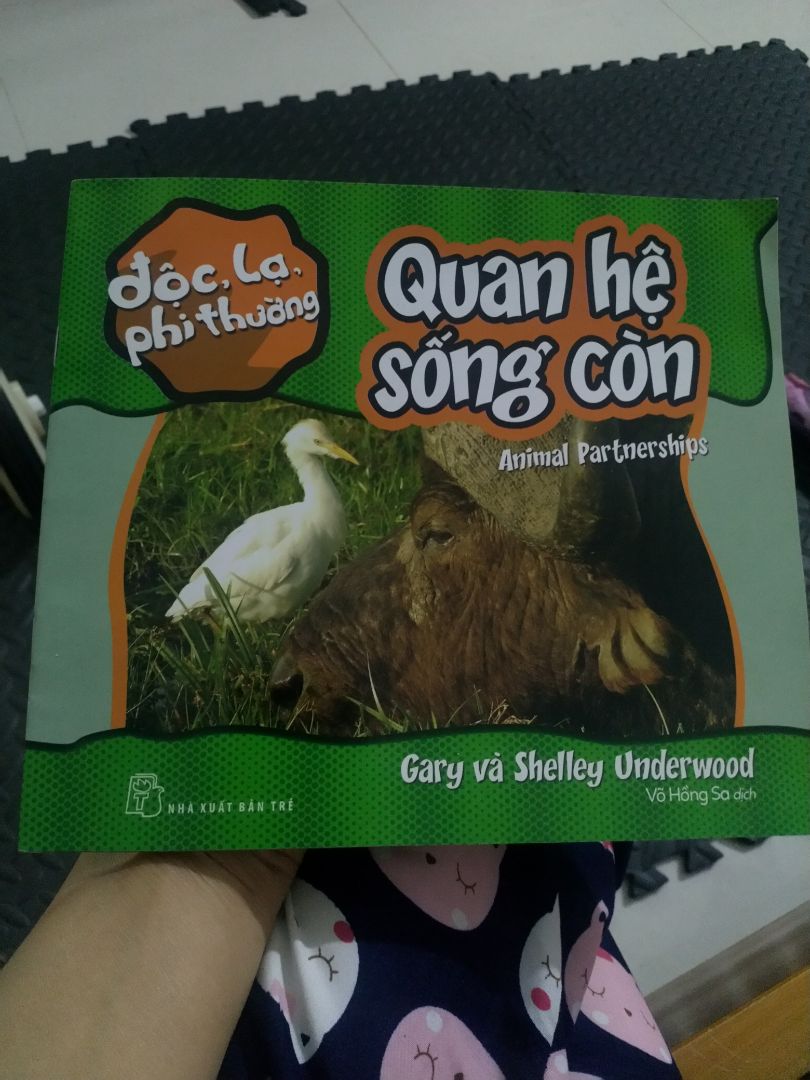 độc, lạ,
phi thường
Quan hệ
sống còn
Animal Partnerships
Gary và Shelley Underwood
Võ Hồng Sa dịch
NHÀ XUẤT BẢN TRẺ